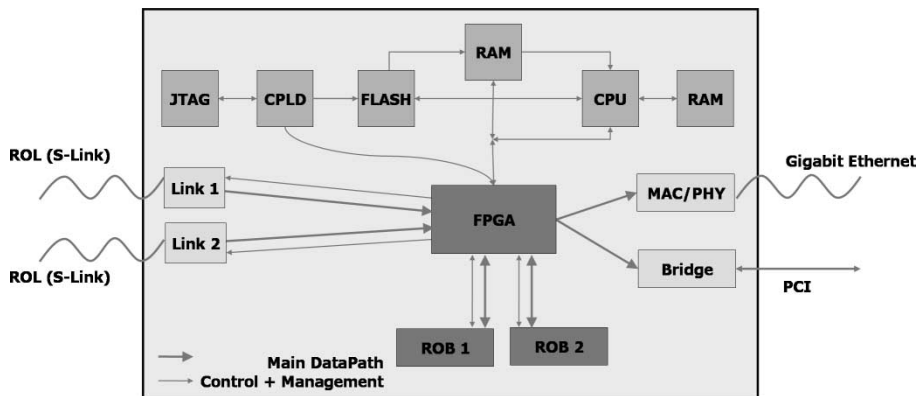 RAM
JTAG
CPLD
FLASH
CPU
RAM
ROL (S-Link)
Gigabit Ethernet
Link 1
MAC/PHY
FPGA
Link 2
Bridge
ROL (S-Link)
PCI
ROB 1
ROB 2
Main DataPath
Control + Management